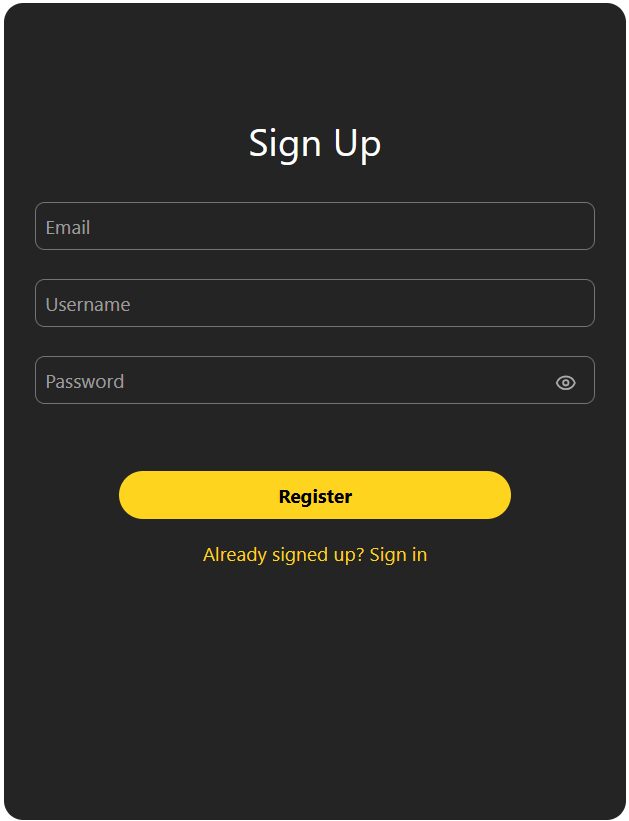 Sign Up
Email
Username
Password
Register
Already signed up? Sign in